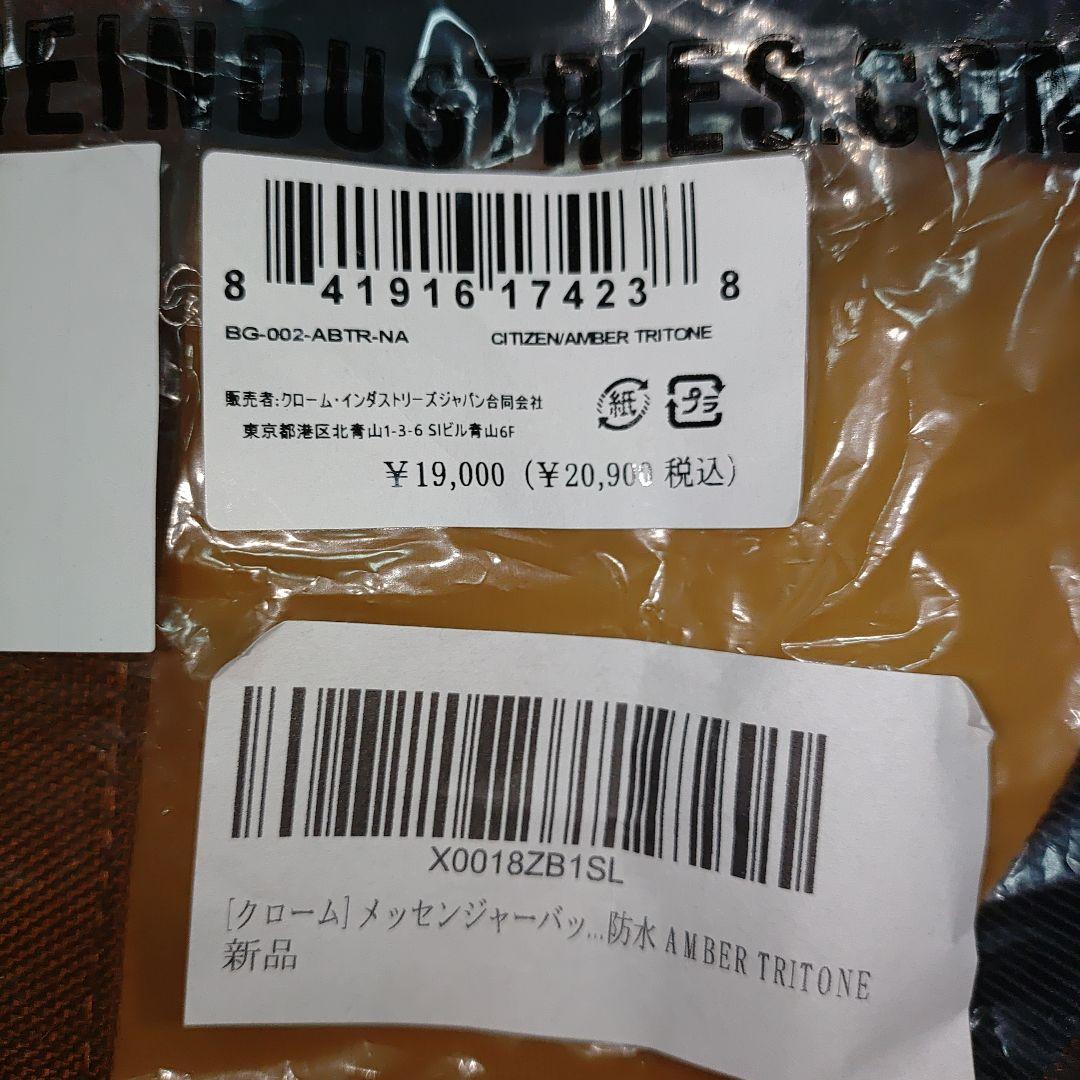 EINDUSTRIES.CON
8 41916 17423 8
BG-002-ABTR-NA CITIZEN/AMBER TRITONE
販売者:クローム・インダストリーズジャパン合同会社
紙 プラ
東京都港区北青山1-3-6 SIビル青山6F
¥19,000 (¥20,900 税込)
X0018ZB1SL
[クローム] メッセンジャーバッ...防水 AMBER TRITONE
新品